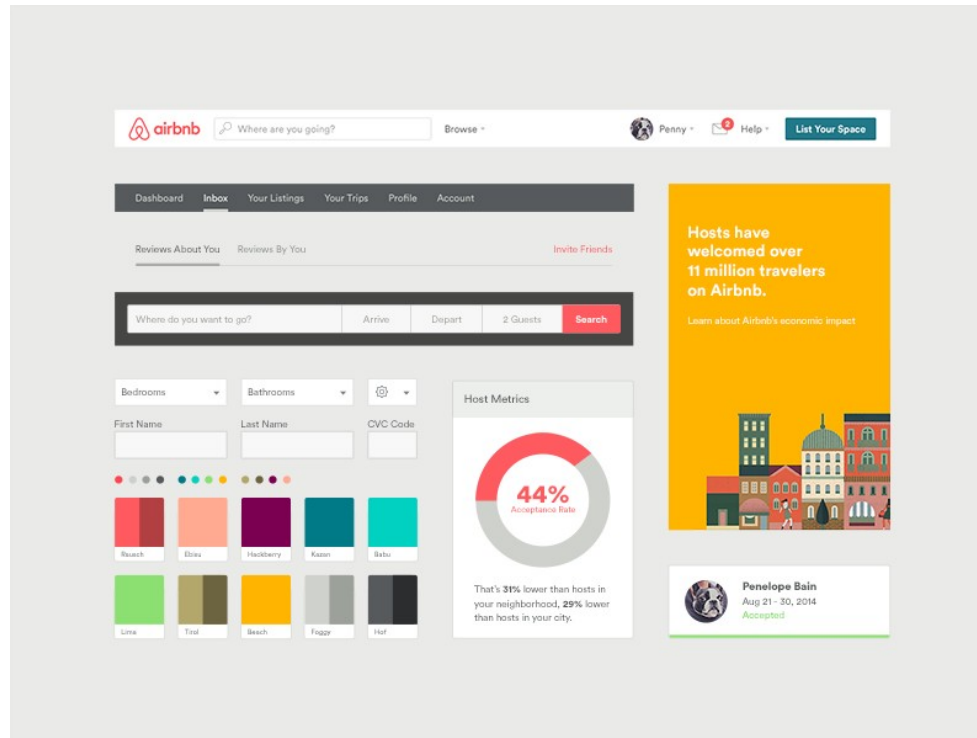 airbnb
Where are you going?
Browse
Penny
2
Help
List Your Space
Dashboard
Inbox
Your Listings
Your Trips
Profile
Account
Reviews About You
Reviews By You
Invite Friends
Where do you want to go?
Arrive
Depart
2 Guests
Search
Hosts have
welcomed over
11 million travelers
on Airbnb.
Learn about Airbnb's economic impact
Bedrooms
Bathrooms
First Name
Last Name
CVC Code
Rausch
Ebisu
Hackberry
Kazan
Babu
Lima
Tirol
Beach
Foggy
Hof
Host Metrics
44%
Acceptance Rate
That's 31% lower than hosts in
your neighborhood, 29% lower
than hosts in your city.
Penelope Bain
Aug 21 - 30, 2014
Accepted